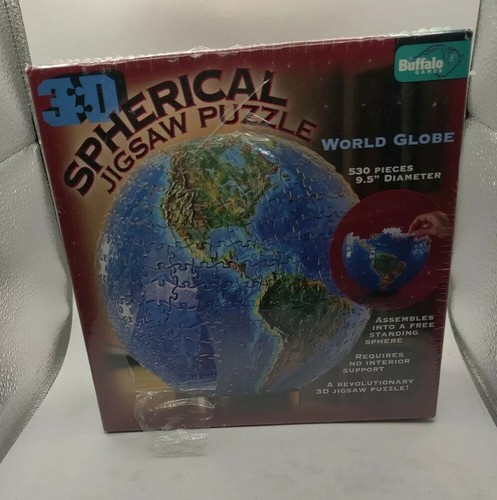 3-D
SPHERICAL
JIGSAW PUZZLE
Buffalo
GAMES
WORLD GLOBE
530 PIECES
9.5" DIAMETER
ASSEMBLES
INTO A FREE
STANDING
SPHERE
REQUIRES
NO INTERIOR
SUPPORT
A REVOLUTIONARY
3D JIGSAW PUZZLE!